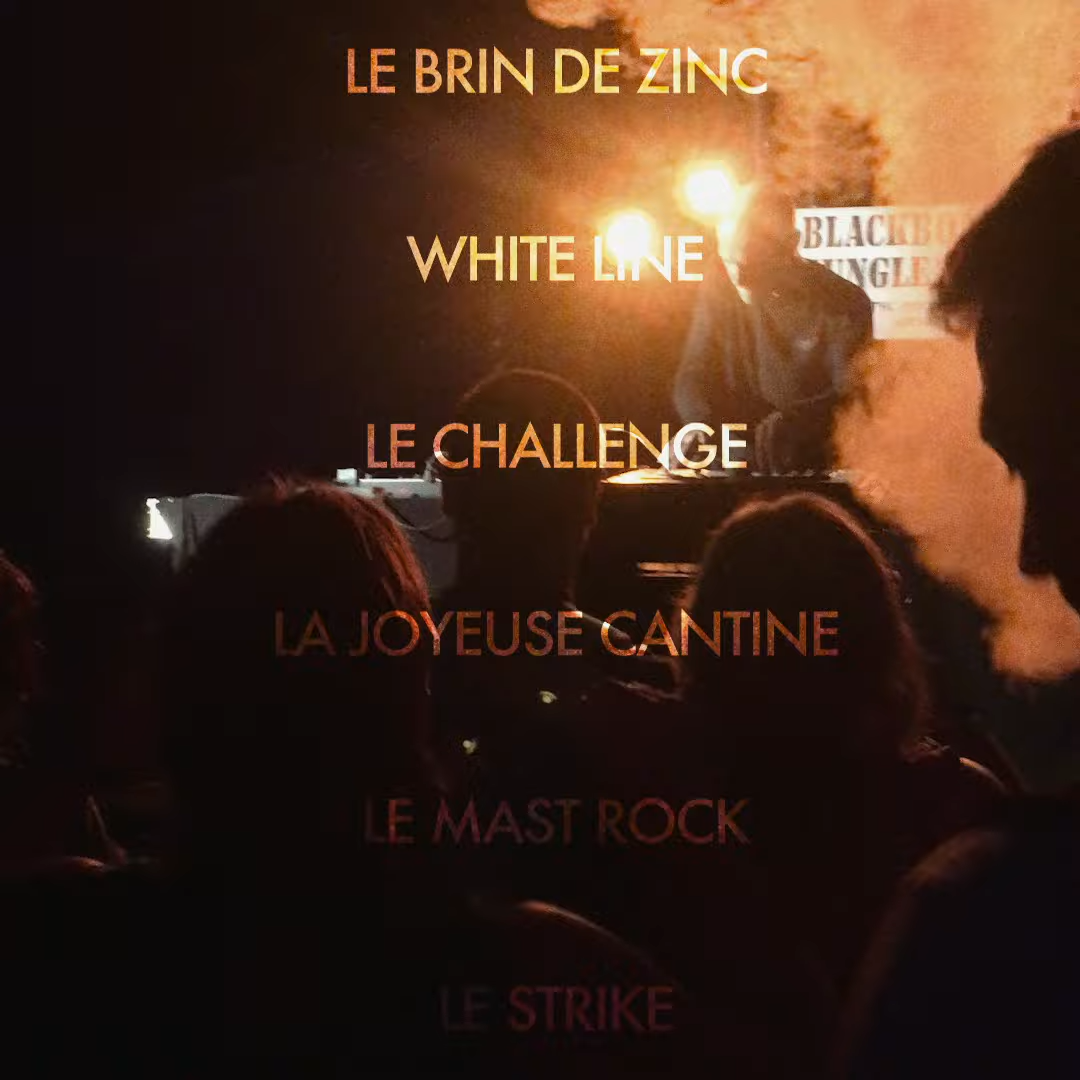 LE BRIN DE ZINC
WHITE LINE
LE CHALLENGE
LA JOYEUSE CANTINE
LE MAST ROCK
LE STRIKE